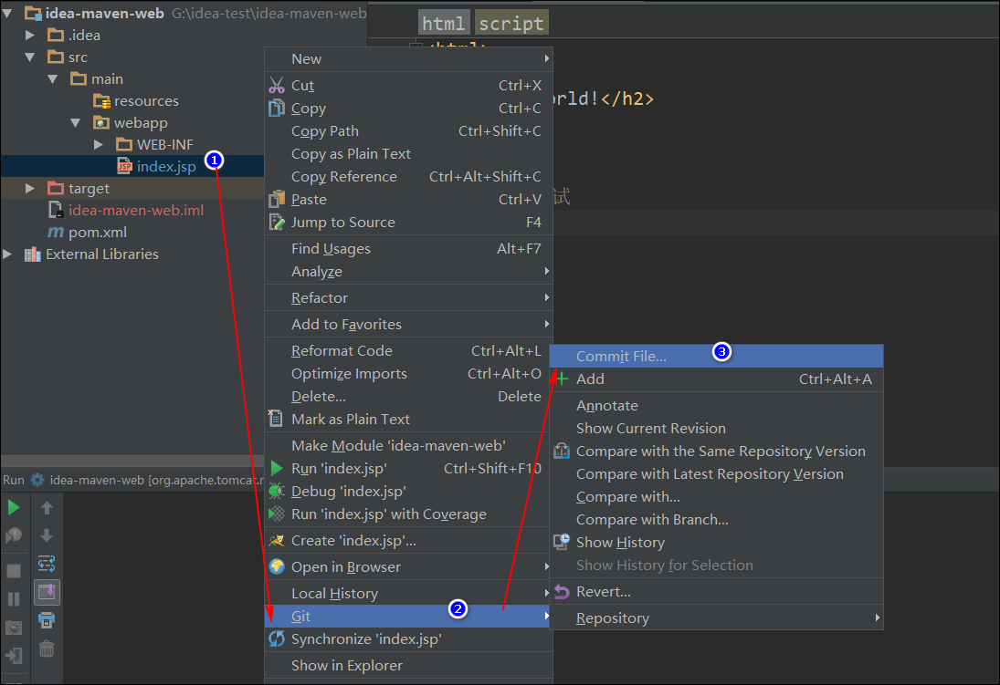 idea-maven-web G:\idea-test\idea-maven-web
.idea
src
main
resources
webapp
WEB-INF
index.jsp
target
idea-maven-web.iml
pom.xml
External Libraries
html script
<html>
rld!</h2>
试
1
New
Cut Ctrl+X
Copy Ctrl+C
Copy Path Ctrl+Shift+C
Copy as Plain Text
Copy Reference Ctrl+Alt+Shift+C
Paste Ctrl+V
Jump to Source F4
Find Usages Alt+F7
Analyze
Refactor
Add to Favorites
Reformat Code Ctrl+Alt+L
Optimize Imports Ctrl+Alt+O
Delete... Delete
Mark as Plain Text
Make Module 'idea-maven-web'
Run 'index.jsp' Ctrl+Shift+F10
Debug 'index.jsp'
Run 'index.jsp' with Coverage
Create 'index.jsp'...
Open in Browser
Local History
Git 2
Synchronize 'index.jsp'
Show in Explorer
Commit File... 3
Add Ctrl+Alt+A
Annotate
Show Current Revision
Compare with the Same Repository Version
Compare with Latest Repository Version
Compare with...
Compare with Branch...
Show History
Show History for Selection
Revert...
Repository
Run idea-maven-web [org.apache.tomcat.